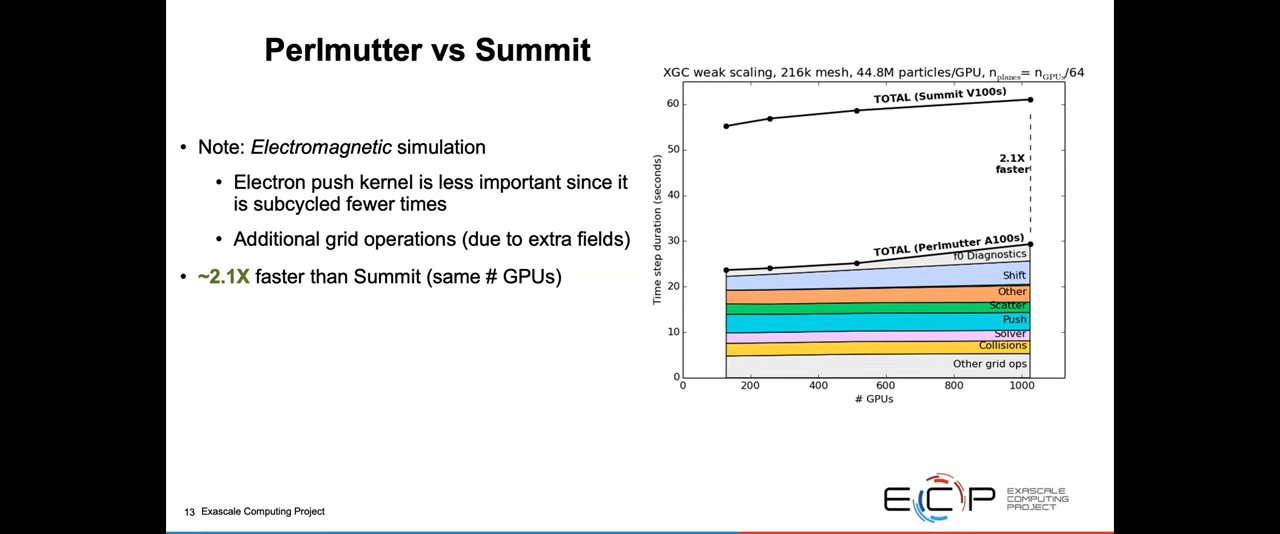 Perlmutter vs Summit
• Note: Electromagnetic simulation
• Electron push kernel is less important since it
is subcycled fewer times
• Additional grid operations (due to extra fields)
• ~2.1X faster than Summit (same # GPUs)
XGC weak scaling, 216k mesh, 44.8M particles/GPU, nplanes= nGPUs/64
TOTAL (Summit V100s)
2.1X
faster
TOTAL (Perlmutter A100s)
f0 Diagnostics
Shift
Other
Scatter
Push
Solver
Collisions
Other grid ops
Time step duration (seconds)
60
50
40
30
20
10
0
0 200 400 600 800 1000
# GPUs
13 Exascale Computing Project
ECP
EXASCALE
COMPUTING
PROJECT